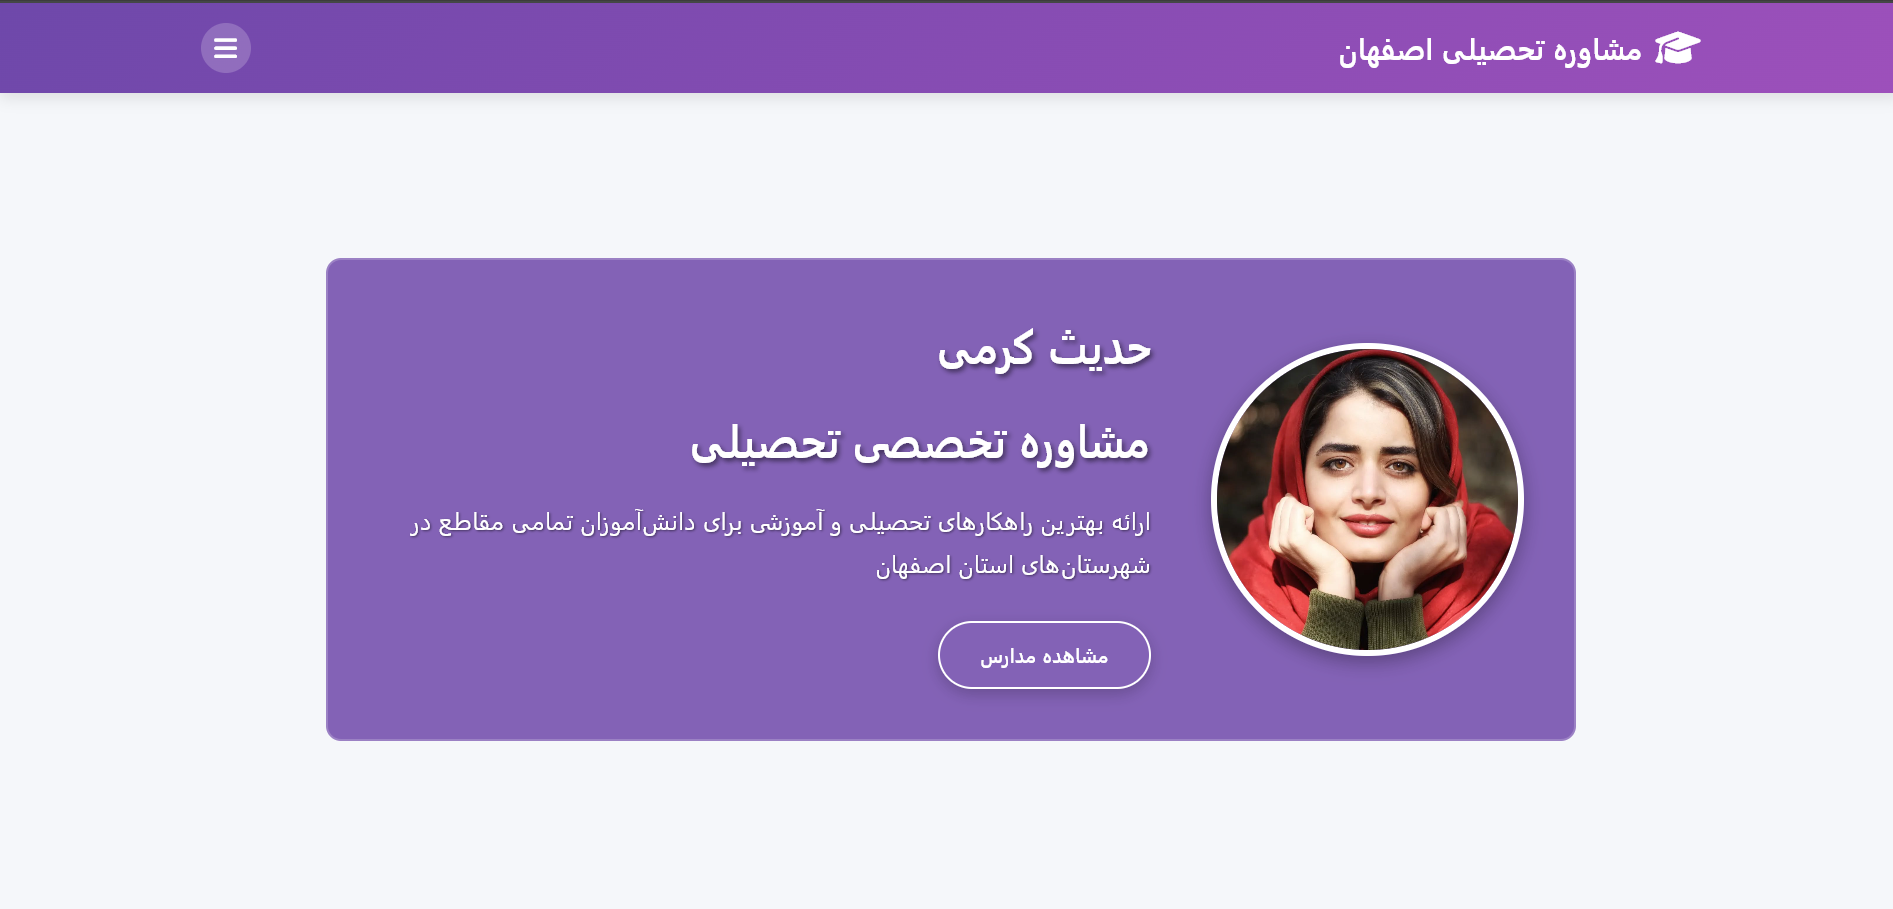 مشاوره تحصیلی اصفهان
حدیث کرمی
مشاوره تخصصی تحصیلی
ارائه بهترین راهکارهای تحصیلی و آموزشی برای دانش‌آموزان تمامی مقاطع در
شهرستان‌های استان اصفهان
مشاهده مدارس